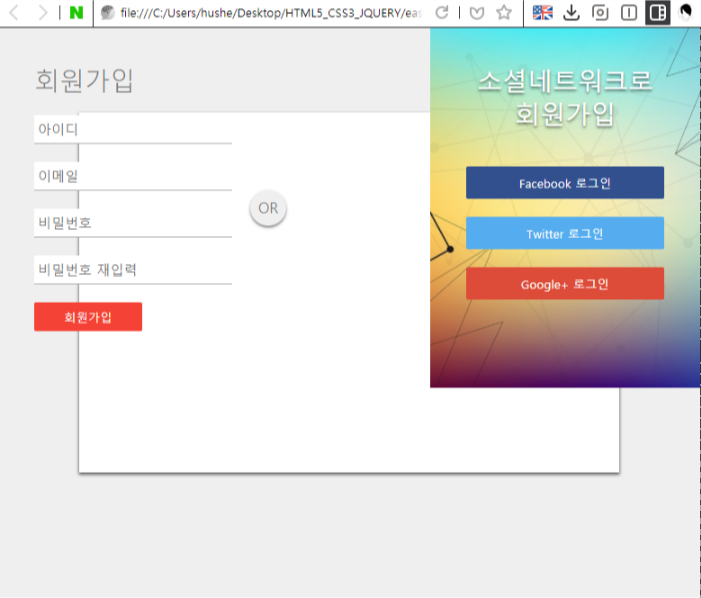 N
file:///C:/Users/hushe/Desktop/HTML5_CSS3_JQUERY/eas
회원가입
아이디
이메일
비밀번호
비밀번호 재입력
회원가입
OR
소셜네트워크로
회원가입
Facebook 로그인
Twitter 로그인
Google+ 로그인